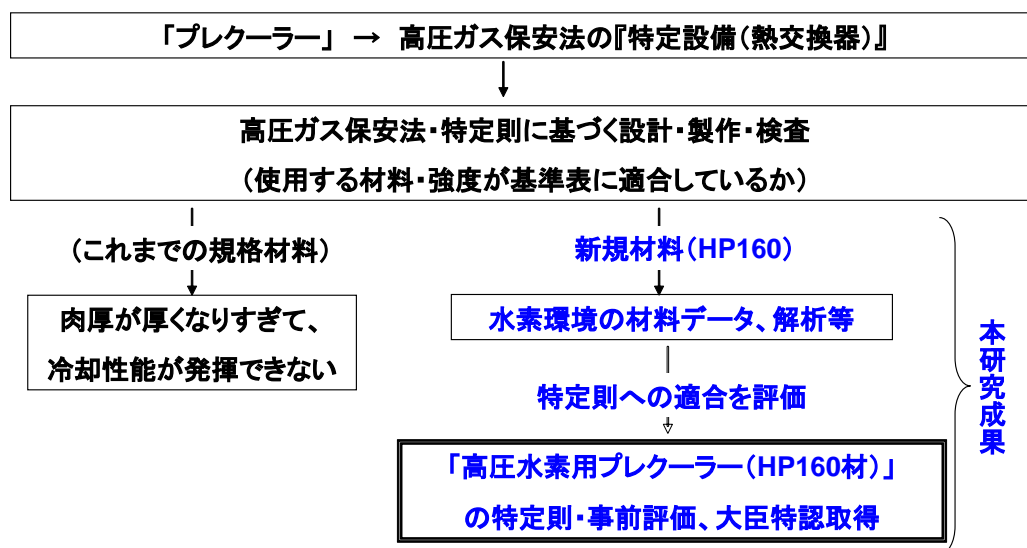 「プレクーラー」 → 高圧ガス保安法の『特定設備(熱交換器)』
高圧ガス保安法・特定則に基づく設計・製作・検査
(使用する材料・強度が基準表に適合しているか)
(これまでの規格材料)
肉厚が厚くなりすぎて、
冷却性能が発揮できない
新規材料(HP160)
水素環境の材料データ、解析等
特定則への適合を評価
「高圧水素用プレクーラー(HP160材)」
の特定則・事前評価、大臣特認取得
本研究成果